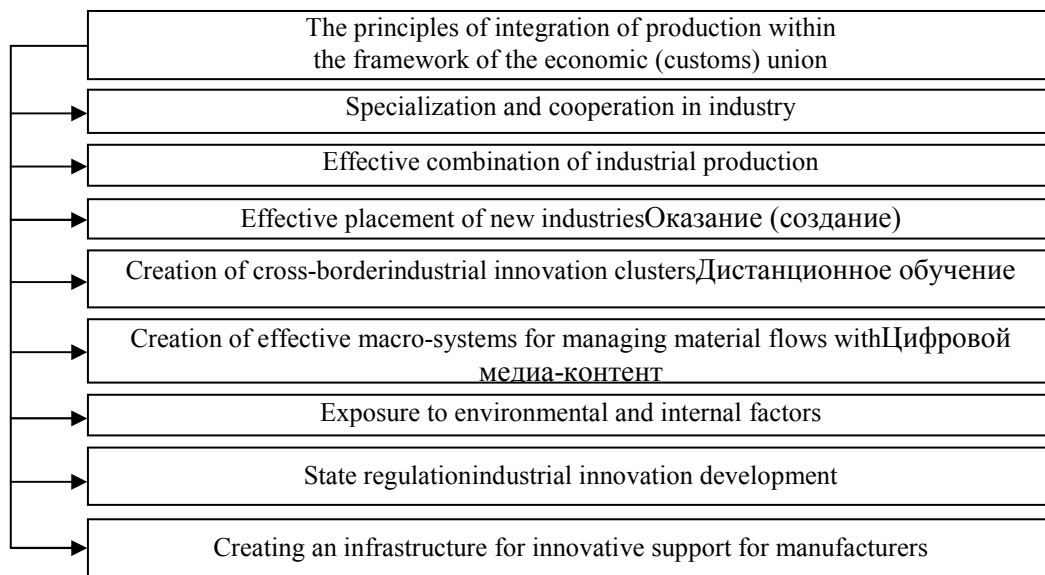 The principles of integration of production within
the framework of the economic (customs) union
Specialization and cooperation in industry
Effective combination of industrial production
Effective placement of new industriesОказание (создание)
Creation of cross-borderindustrial innovation clustersДистанционное обучение
Creation of effective macro-systems for managing material flows withЦифровой
медиа-контент
Exposure to environmental and internal factors
State regulationindustrial innovation development
Creating an infrastructure for innovative support for manufacturers